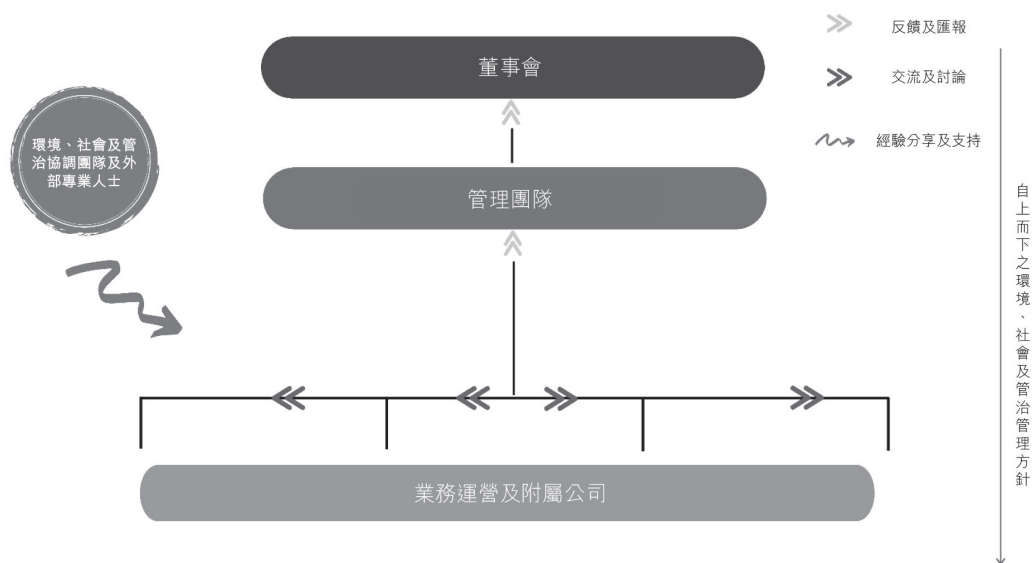 反饋及匯報
董事會
交流及討論
環境、社會及管
治協調團隊及外
部專業人士
經驗分享及支持
管理團隊
自上而下之環境、社會及管治管理方針
業務運營及附屬公司